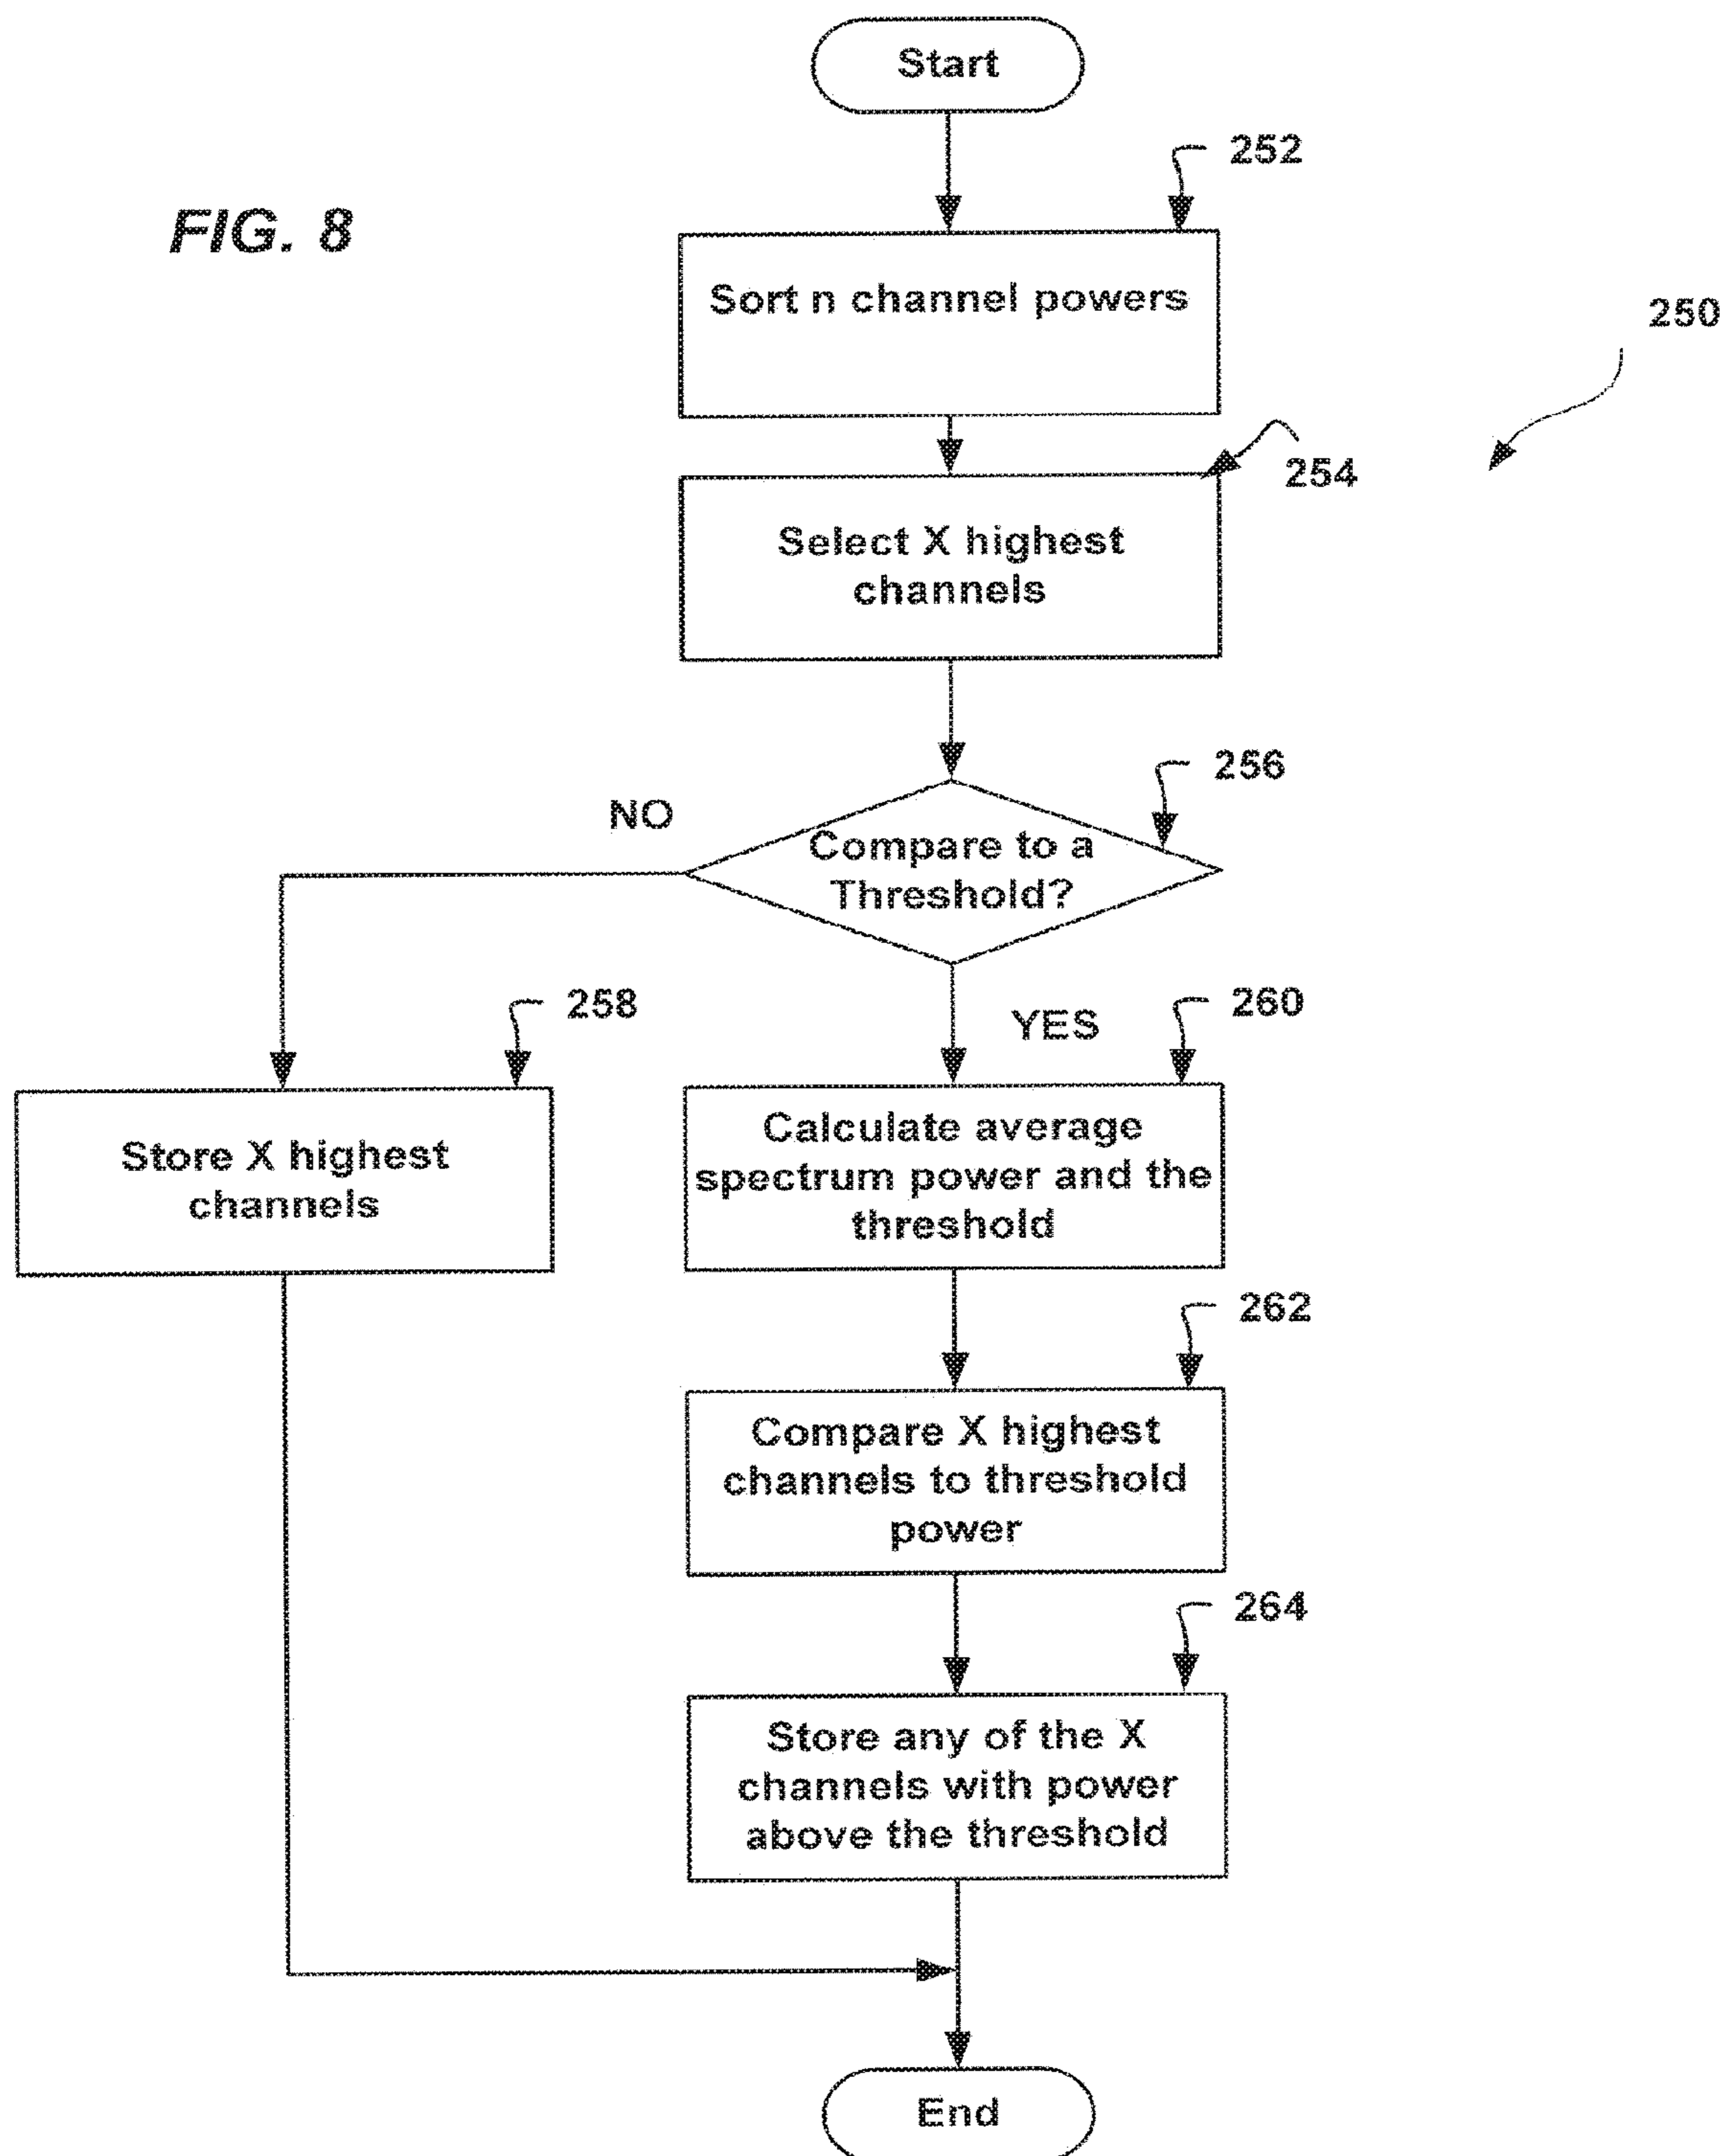 Start
252
FIG. 8
Sort n channel powers
250
254
Select X highest
channels
256
NO
Compare to a
Threshold?
258
YES
260
Store X highest
channels
Calculate average
spectrum power and the
threshold
262
Compare X highest
channels to threshold
power
264
Store any of the X
channels with power
above the threshold
End